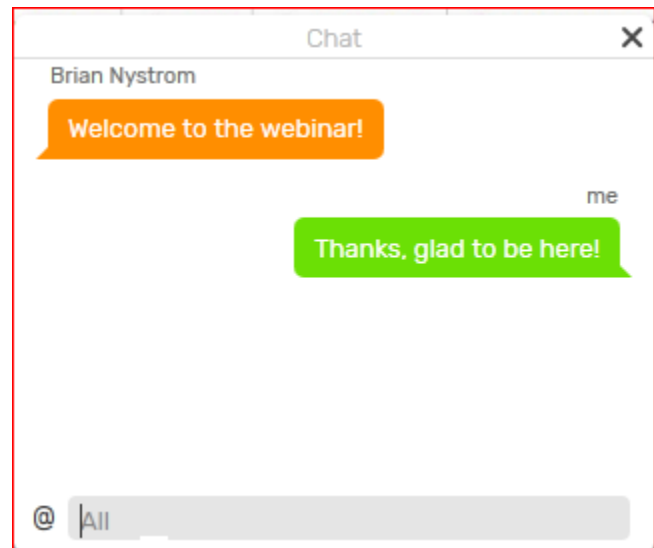 Chat
Brian Nystrom
Welcome to the webinar!
me
Thanks, glad to be here!
@ All